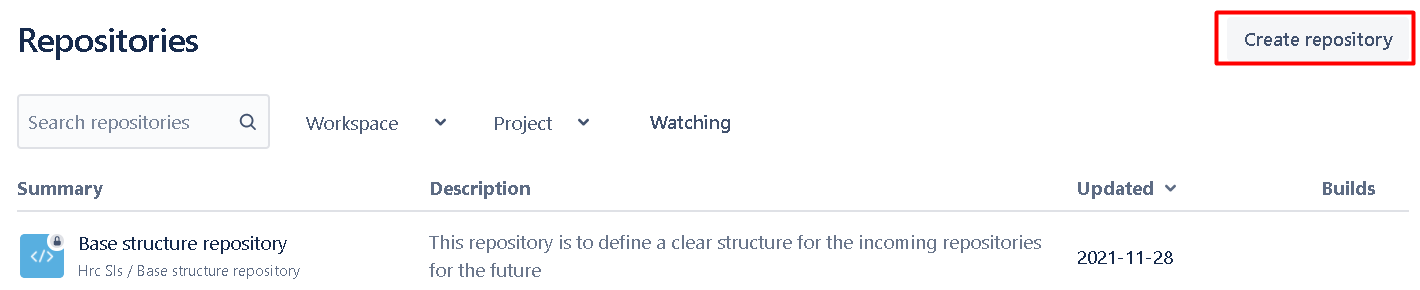 Repositories
Create repository
Search repositories
Workspace
Project
Watching
Summary
Description
Updated
Builds
Base structure repository
Hrc Sls / Base structure repository
This repository is to define a clear structure for the incoming repositories
for the future
2021-11-28